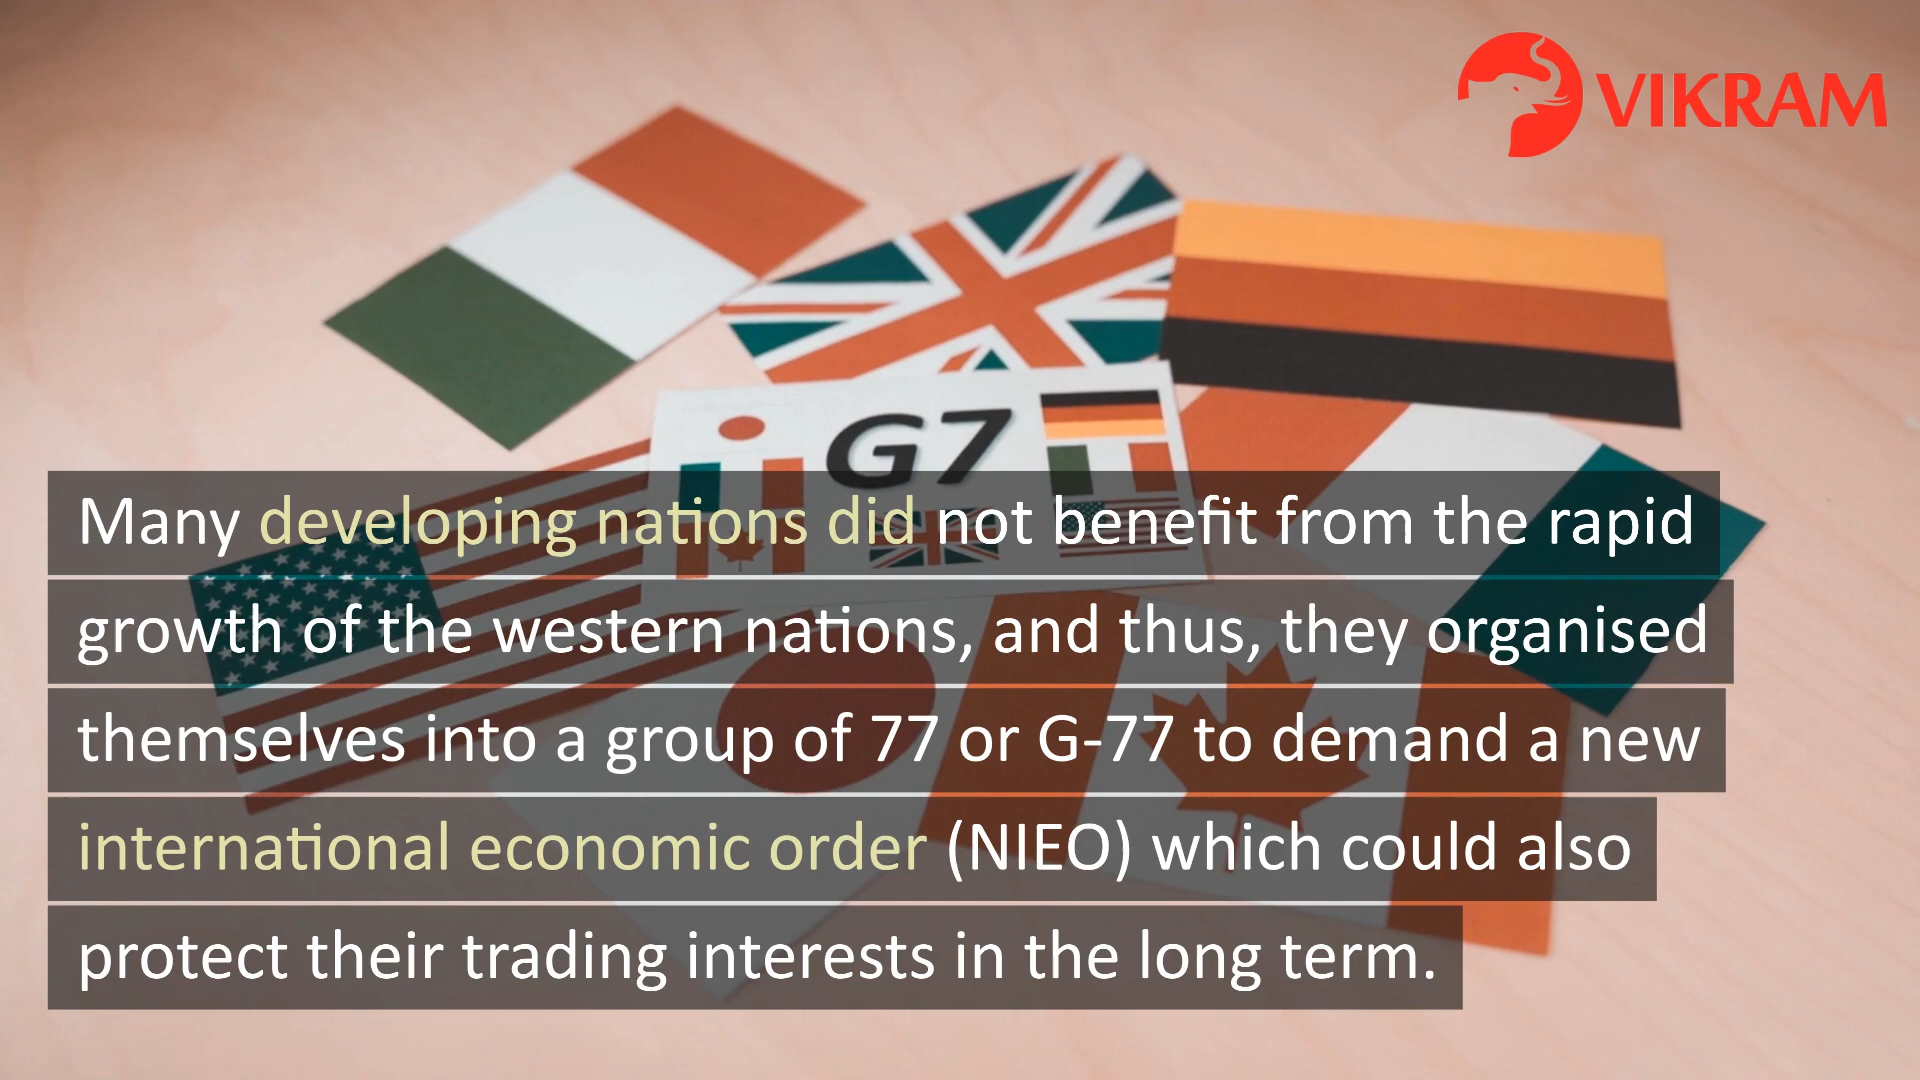 VIKRAM
G7
Many developing nations did not benefit from the rapid
growth of the western nations, and thus, they organised
themselves into a group of 77 or G-77 to demand a new
international economic order (NIEO) which could also
protect their trading interests in the long term.